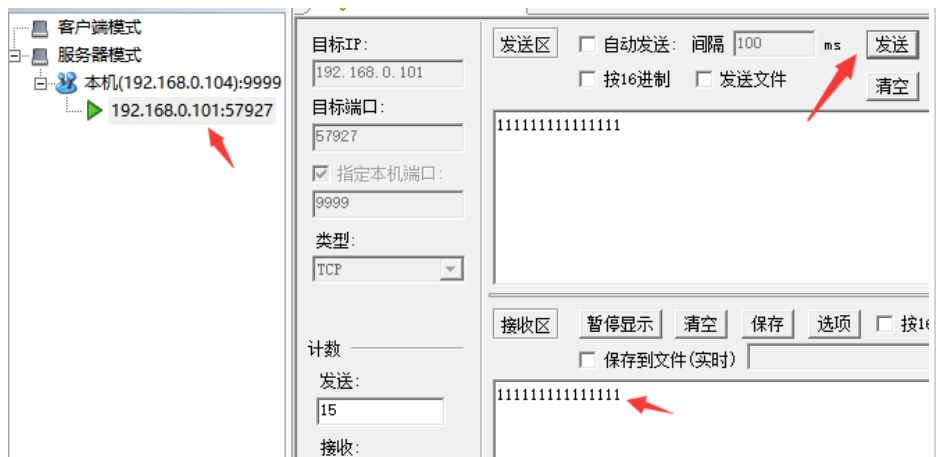 客户端模式
服务器模式
本机(192.168.0.104):9999
192.168.0.101:57927
目标IP:
192.168.0.101
目标端口:
57927
指定本机端口:
9999
类型:
TCP
计数
发送:
15
接收:
发送区 自动发送: 间隔 100 ms 发送
按16进制 发送文件 清空
111111111111111
接收区 暂停显示 清空 保存 选项 按16
保存到文件(实时)
111111111111111